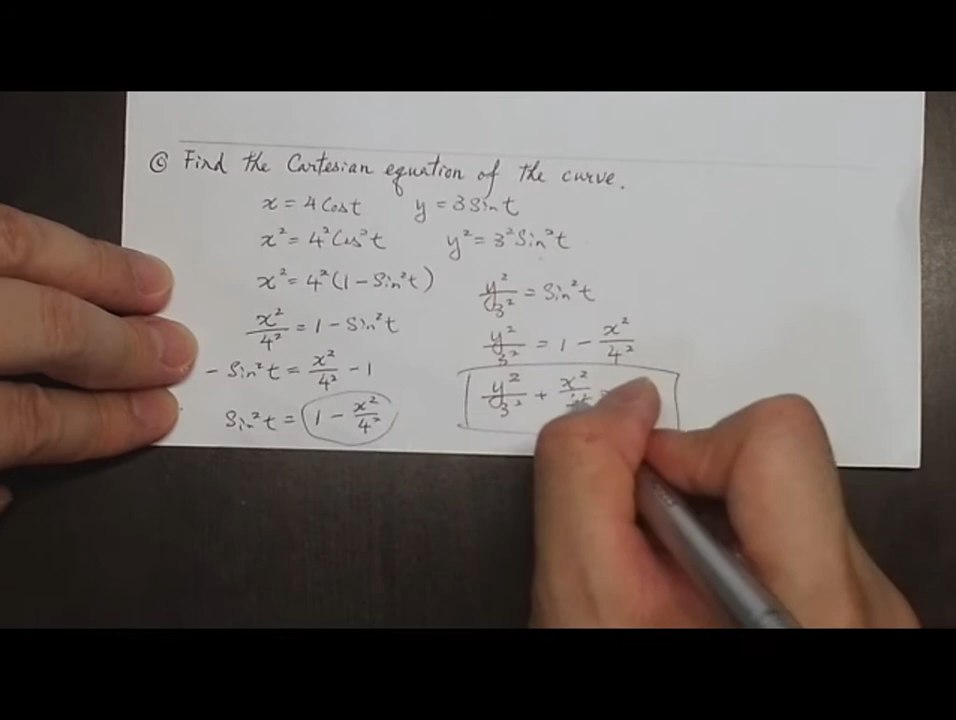 ⓒ Find the Cartesian equation of the curve.
x = 4 Cos t    y = 3 Sin t
x² = 4² Cos² t    y² = 3² Sin² t
x² = 4² (1 − Sin² t)
y²/3² = Sin² t
x²/4² = 1 − Sin² t
y²/3² = 1 − x²/4²
− Sin² t = x²/4² − 1
y²/3² + x²/4² =
Sin² t = 1 − x²/4²